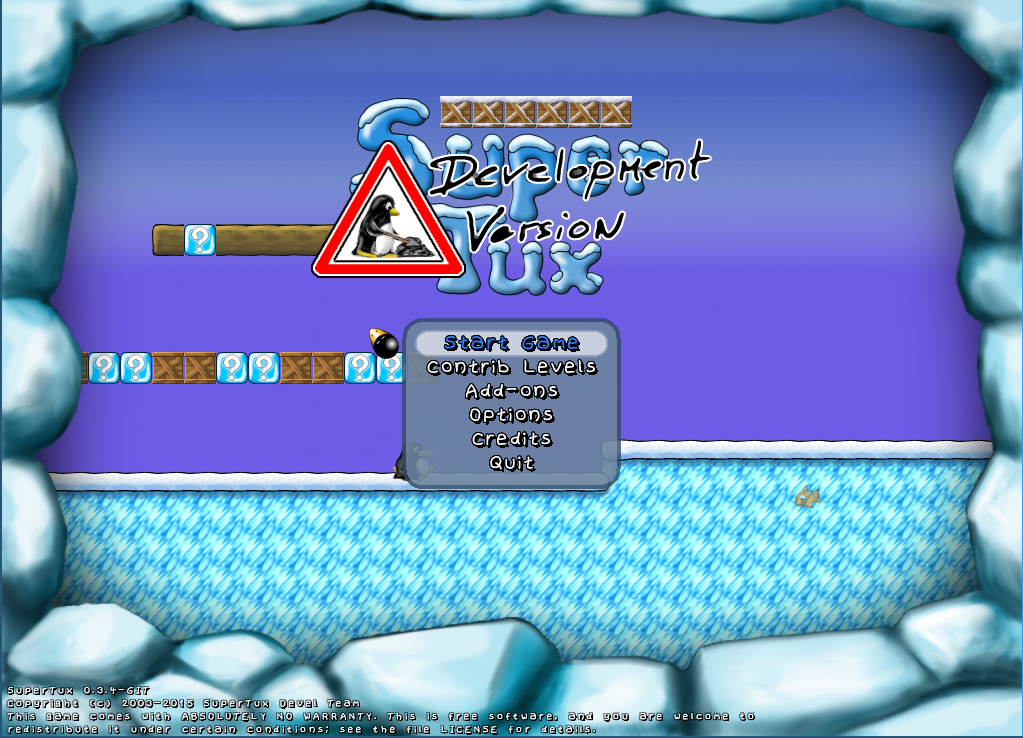 Super
Development
Version
Tux
? 
? ? ? ? ? ?
Start Game
Contrib Levels
Add-ons
Options
Credits
Quit
SuperTux 0.3.4-GIT
Copyright (c) 2003-2015 SuperTux Devel Team
This game comes with ABSOLUTELY NO WARRANTY. This is free software, and you are welcome to
redistribute it under certain conditions; see the file LICENSE for details.